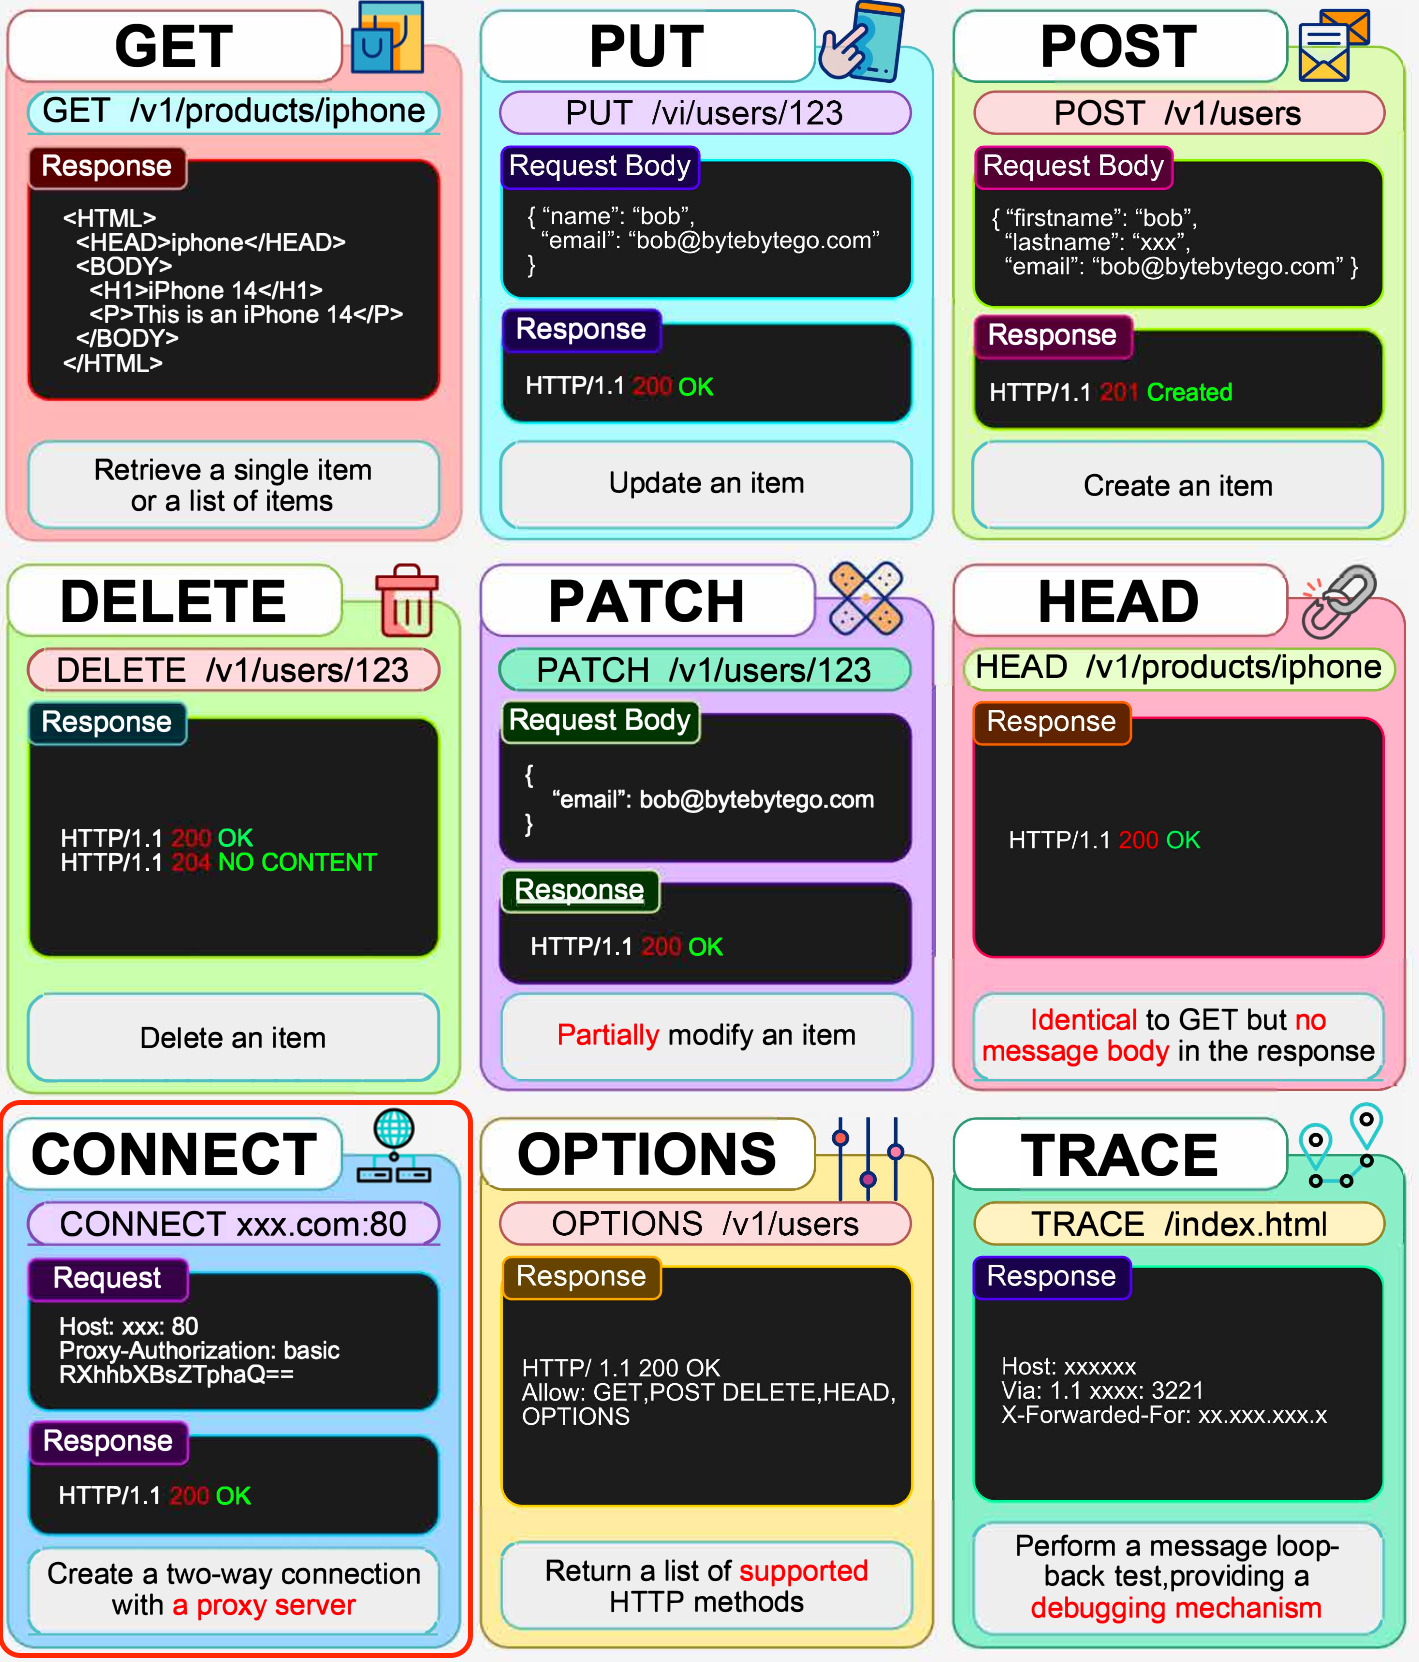 GET
GET /v1/products/iphone
Response
<HTML>
<HEAD>iphone</HEAD>
<BODY>
<H1>iPhone 14</H1>
<P>This is an iPhone 14</P>
</BODY>
</HTML>
Retrieve a single item
or a list of items
PUT
PUT /vi/users/123
Request Body
{ “name”: “bob”,
“email”: “bob@bytebytego.com”
}
Response
HTTP/1.1 200 OK
Update an item
POST
POST /v1/users
Request Body
{ “firstname”: “bob”,
“lastname”: “xxx”,
“email”: “bob@bytebytego.com” }
Response
HTTP/1.1 201 Created
Create an item
DELETE
DELETE /v1/users/123
Response
HTTP/1.1 200 OK
HTTP/1.1 204 NO CONTENT
Delete an item
PATCH
PATCH /v1/users/123
Request Body
{
“email”: bob@bytebytego.com
}
Response
HTTP/1.1 200 OK
Partially modify an item
HEAD
HEAD /v1/products/iphone
Response
HTTP/1.1 200 OK
Identical to GET but no
message body in the response
CONNECT
CONNECT xxx.com:80
Request
Host: xxx: 80
Proxy-Authorization: basic
RXhhbXBsZTphaQ==
Response
HTTP/1.1 200 OK
Create a two-way connection
with a proxy server
OPTIONS
OPTIONS /v1/users
Response
HTTP/ 1.1 200 OK
Allow: GET,POST DELETE,HEAD,
OPTIONS
Return a list of supported
HTTP methods
TRACE
TRACE /index.html
Response
Host: xxxxxx
Via: 1.1 xxxx: 3221
X-Forwarded-For: xx.xxx.xxx.x
Perform a message loop-
back test,providing a
debugging mechanism